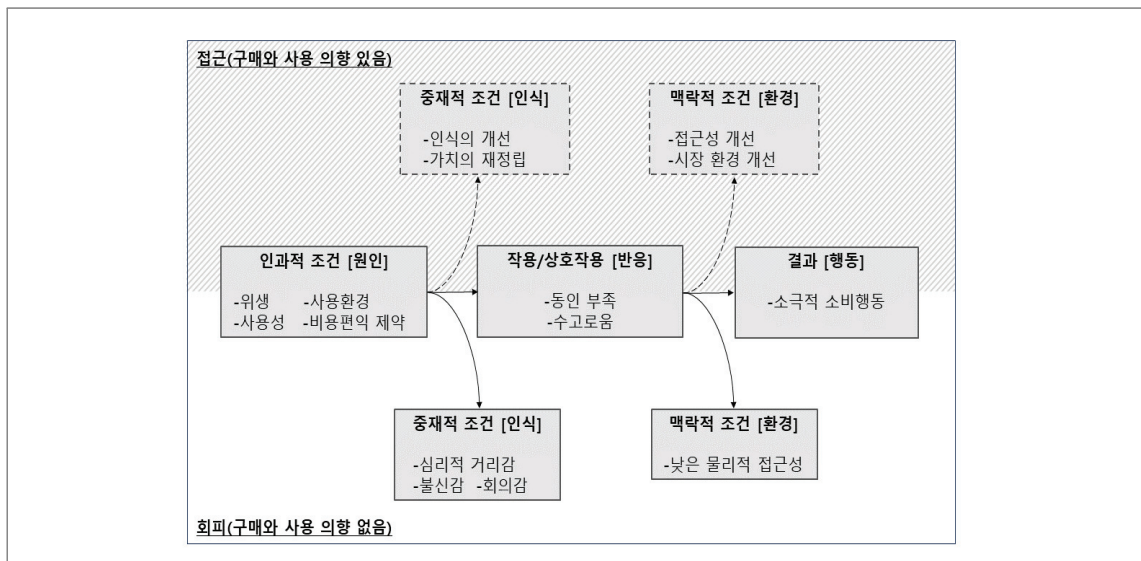 접근(구매와 사용 의향 있음)
중재적 조건 [인식]
-인식의 개선
-가치의 재정립
맥락적 조건 [환경]
-접근성 개선
-시장 환경 개선
인과적 조건 [원인]
-위생 -사용환경
-사용성 -비용편익 제약
작용/상호작용 [반응]
-동인 부족
-수고로움
결과 [행동]
-소극적 소비행동
중재적 조건 [인식]
-심리적 거리감
-불신감 -회의감
맥락적 조건 [환경]
-낮은 물리적 접근성
회피(구매와 사용 의향 없음)